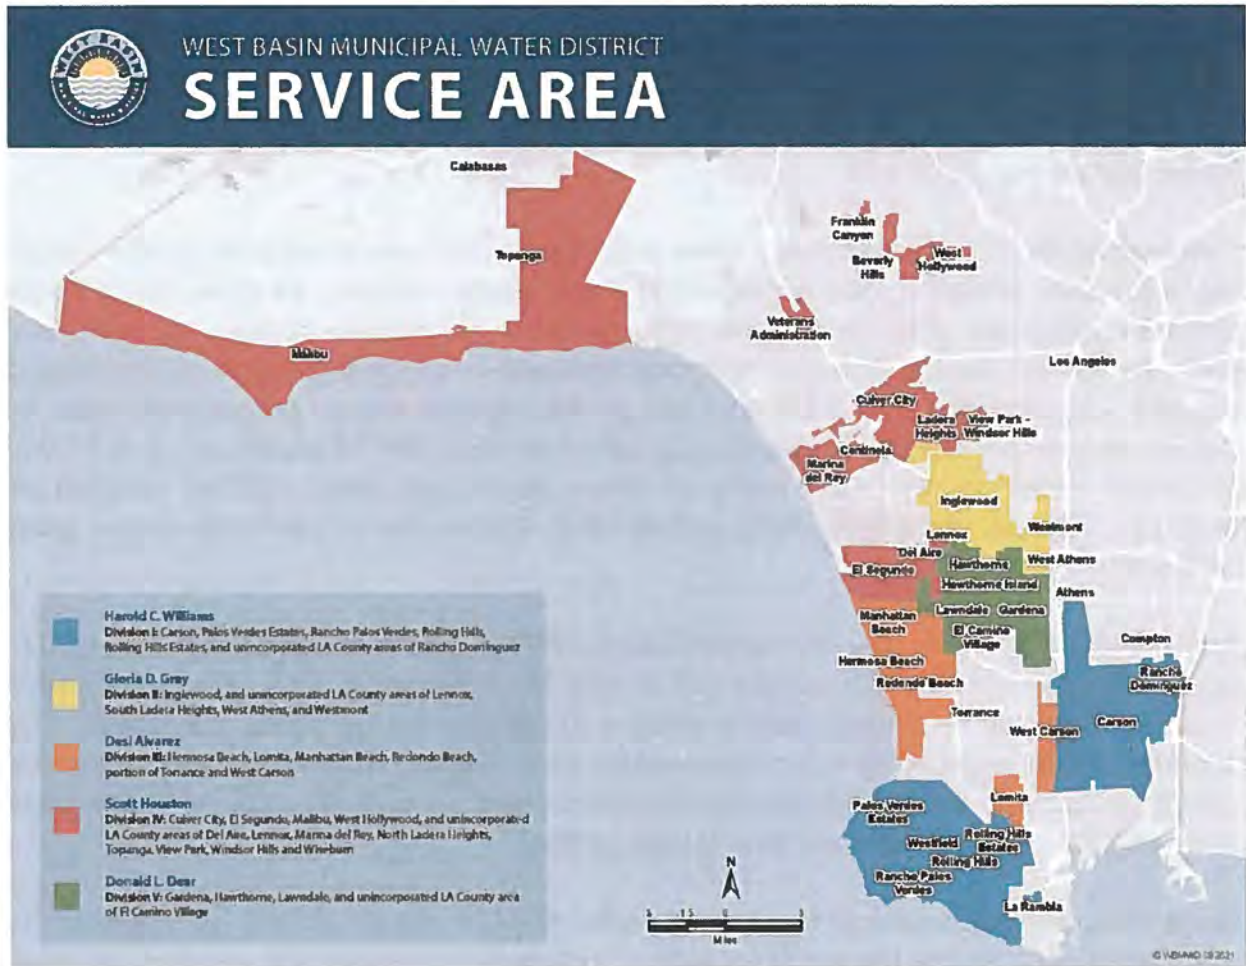 WEST BASIN MUNICIPAL WATER DISTRICT
SERVICE AREA
WEST BASIN
MUNICIPAL WATER DISTRICT
Calabasas
Topanga
Malibu
Franklin
Canyon
Beverly
Hills
West
Hollywood
Veterans
Administration
Los Angeles
Culver City
Ladera
Heights
View Park -
Windsor Hills
Centinela
Marina
del Rey
Inglewood
Westmont
Lennox
Del Aire
Hawthorne
West Athens
El Segundo
Hawthorne Island
Athens
Manhattan
Beach
Lawndale
Gardena
El Camino
Village
Compton
Hermosa Beach
Rancho
Dominguez
Redondo Beach
Torrance
West Carson
Carson
Lomita
Palos Verdes
Estates
Rolling Hills
Estates
Westfield
Rolling Hills
Rancho Palos
Verdes
La Rambla
Harold C. Williams
Division I: Carson, Palos Verdes Estates, Rancho Palos Verdes, Rolling Hills,
Rolling Hills Estates, and unincorporated LA County areas of Rancho Dominguez
Gloria D. Gray
Division II: Inglewood, and unincorporated LA County areas of Lennox,
South Ladera Heights, West Athens, and Westmont
Desi Alvarez
Division III: Hermosa Beach, Lomita, Manhattan Beach, Redondo Beach,
portion of Torrance and West Carson
Scott Houston
Division IV: Culver City, El Segundo, Malibu, West Hollywood, and unincorporated
LA County areas of Del Aire, Lennox, Marina del Rey, North Ladera Heights,
Topanga, View Park, Windsor Hills and Wiseburn
Donald L. Dear
Division V: Gardena, Hawthorne, Lawndale, and unincorporated LA County area
of El Camino Village
N
5
0
5
Miles